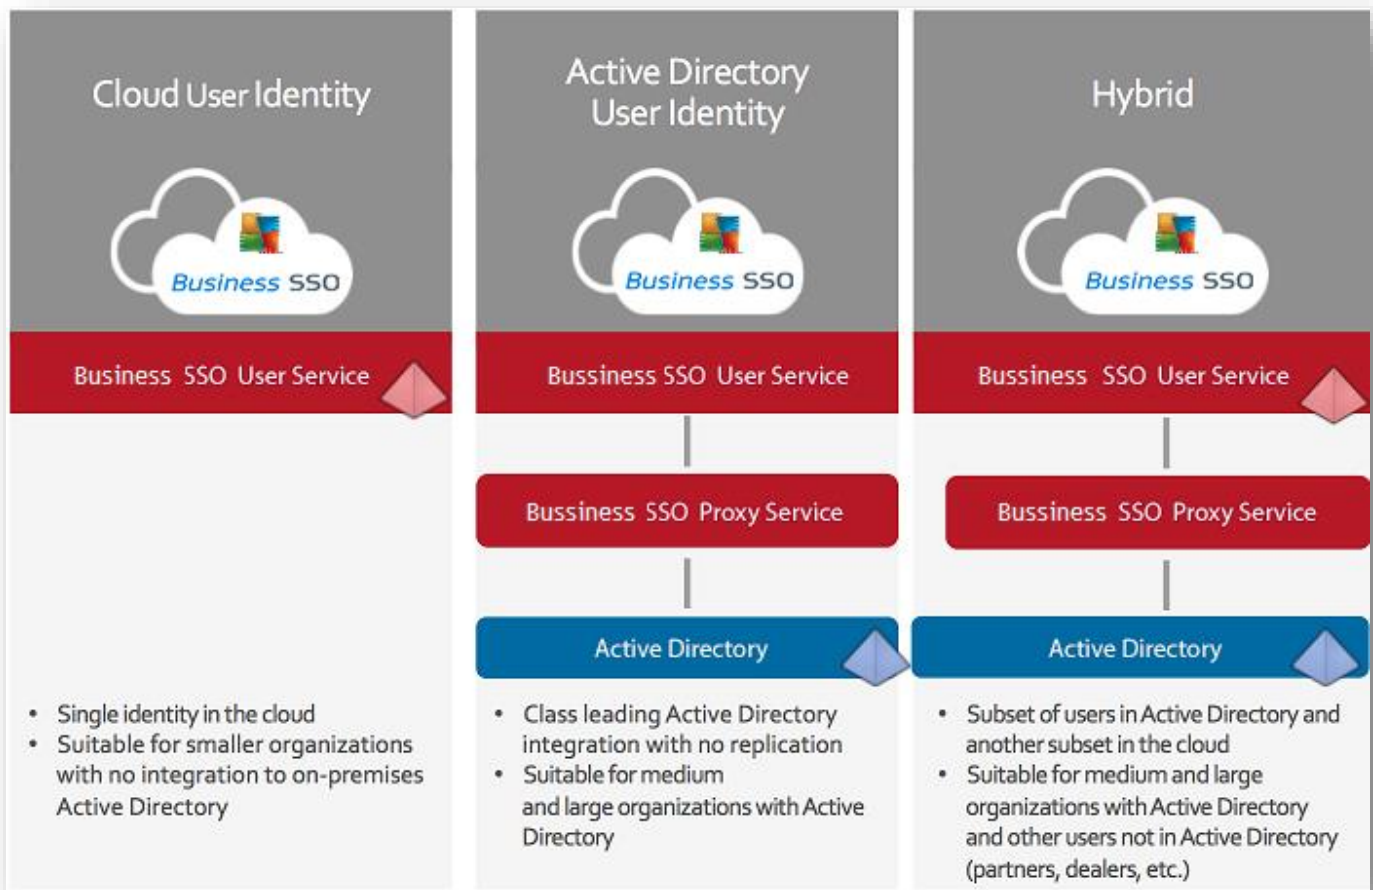 Cloud User Identity
Business SSO
Business SSO User Service
• Single identity in the cloud
• Suitable for smaller organizations
with no integration to on-premises
Active Directory
Active Directory
User Identity
Business SSO
Bussiness SSO User Service
Bussiness SSO Proxy Service
Active Directory
• Class leading Active Directory
integration with no replication
• Suitable for medium
and large organizations with Active
Directory
Hybrid
Business SSO
Bussiness SSO User Service
Bussiness SSO Proxy Service
Active Directory
• Subset of users in Active Directory and
another subset in the cloud
• Suitable for medium and large
organizations with Active Directory
and other users not in Active Directory
(partners, dealers, etc.)